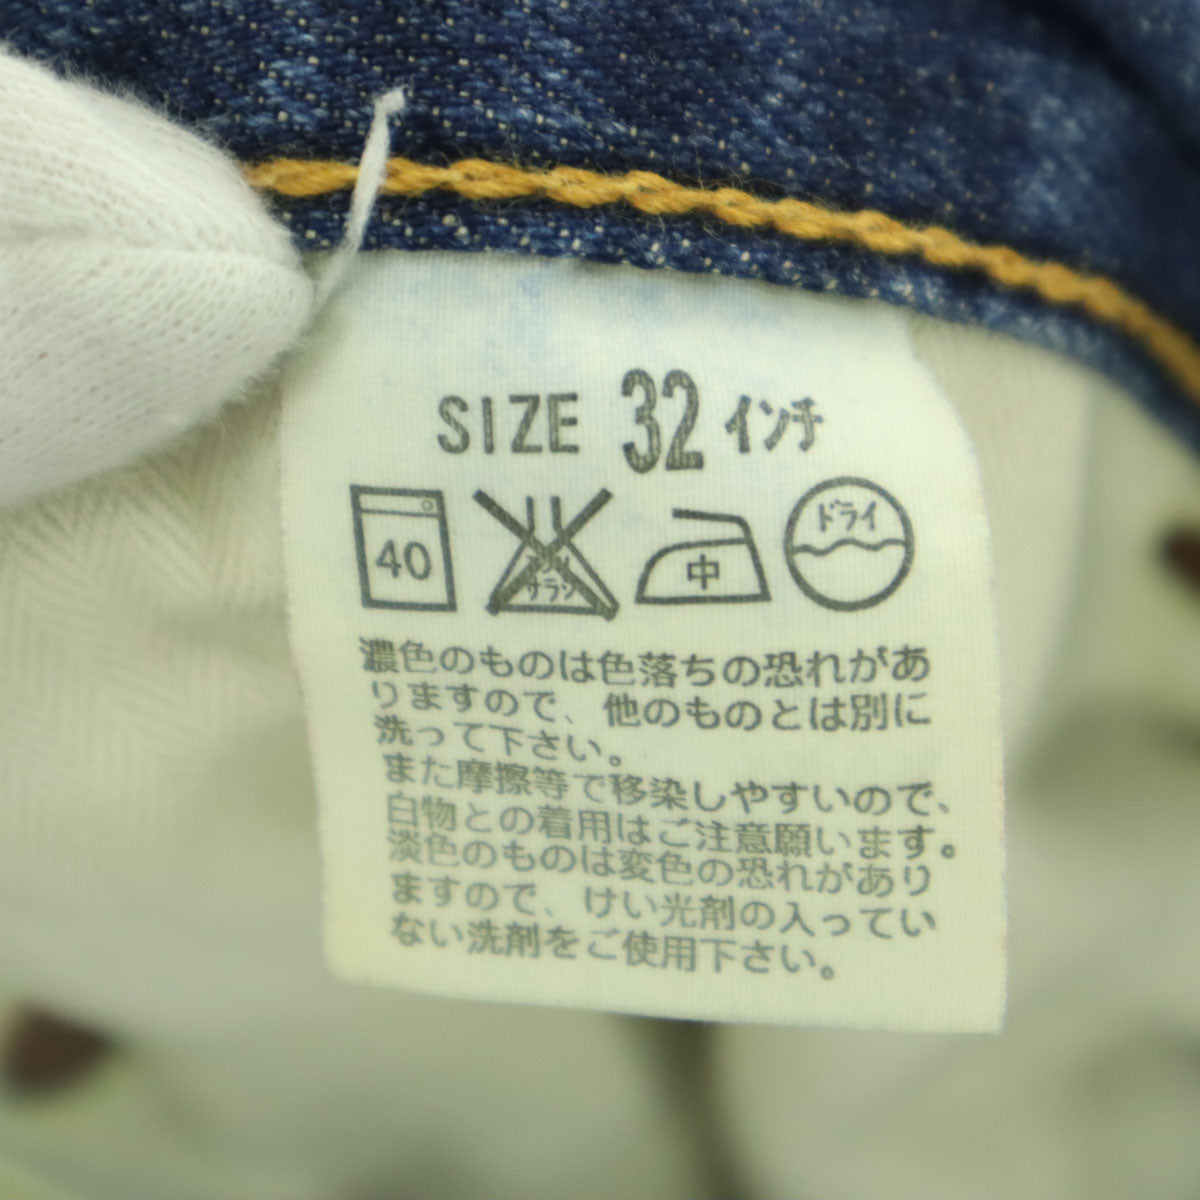 SIZE 32 インチ
40 エンソ サラシ 中 ドライ
濃色のものは色落ちの恐れがあ
りますので、他のものとは別に
洗って下さい。
また摩擦等で移染しやすいので、
白物との着用はご注意願います。
淡色のものは変色の恐れがあり
ますので、けい光剤の入ってい
ない洗剤をご使用下さい。